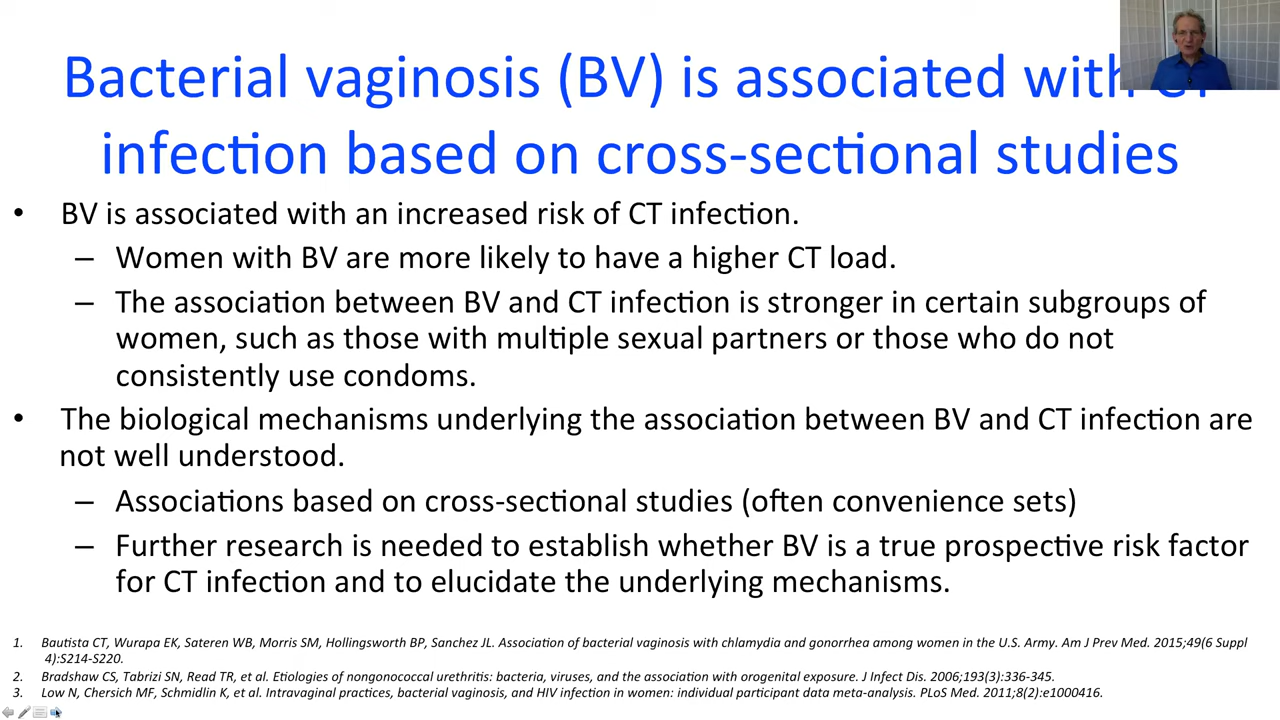 Bacterial vaginosis (BV) is associated with
infection based on cross-sectional studies
• BV is associated with an increased risk of CT infection.
– Women with BV are more likely to have a higher CT load.
– The association between BV and CT infection is stronger in certain subgroups of
women, such as those with multiple sexual partners or those who do not
consistently use condoms.
• The biological mechanisms underlying the association between BV and CT infection are
not well understood.
– Associations based on cross-sectional studies (often convenience sets)
– Further research is needed to establish whether BV is a true prospective risk factor
for CT infection and to elucidate the underlying mechanisms.
1. Bautista CT, Wurapa EK, Sateren WB, Morris SM, Hollingsworth BP, Sanchez JL. Association of bacterial vaginosis with chlamydia and gonorrhea among women in the U.S. Army. Am J Prev Med. 2015;49(6 Suppl
4):S214-S220.
2. Bradshaw CS, Tabrizi SN, Read TR, et al. Etiologies of nongonococcal urethritis: bacteria, viruses, and the association with orogenital exposure. J Infect Dis. 2006;193(3):336-345.
3. Low N, Chersich MF, Schmidlin K, et al. Intravaginal practices, bacterial vaginosis, and HIV infection in women: individual participant data meta-analysis. PLoS Med. 2011;8(2):e1000416.